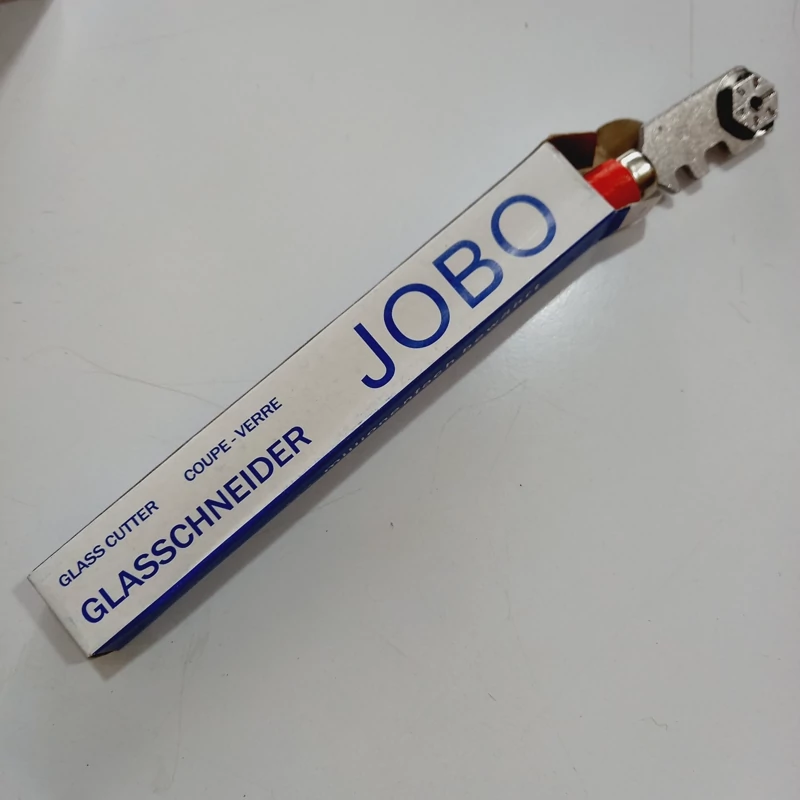 JOBO
GLASS CUTTER COUPE - VERRE
GLASSCHNEIDER